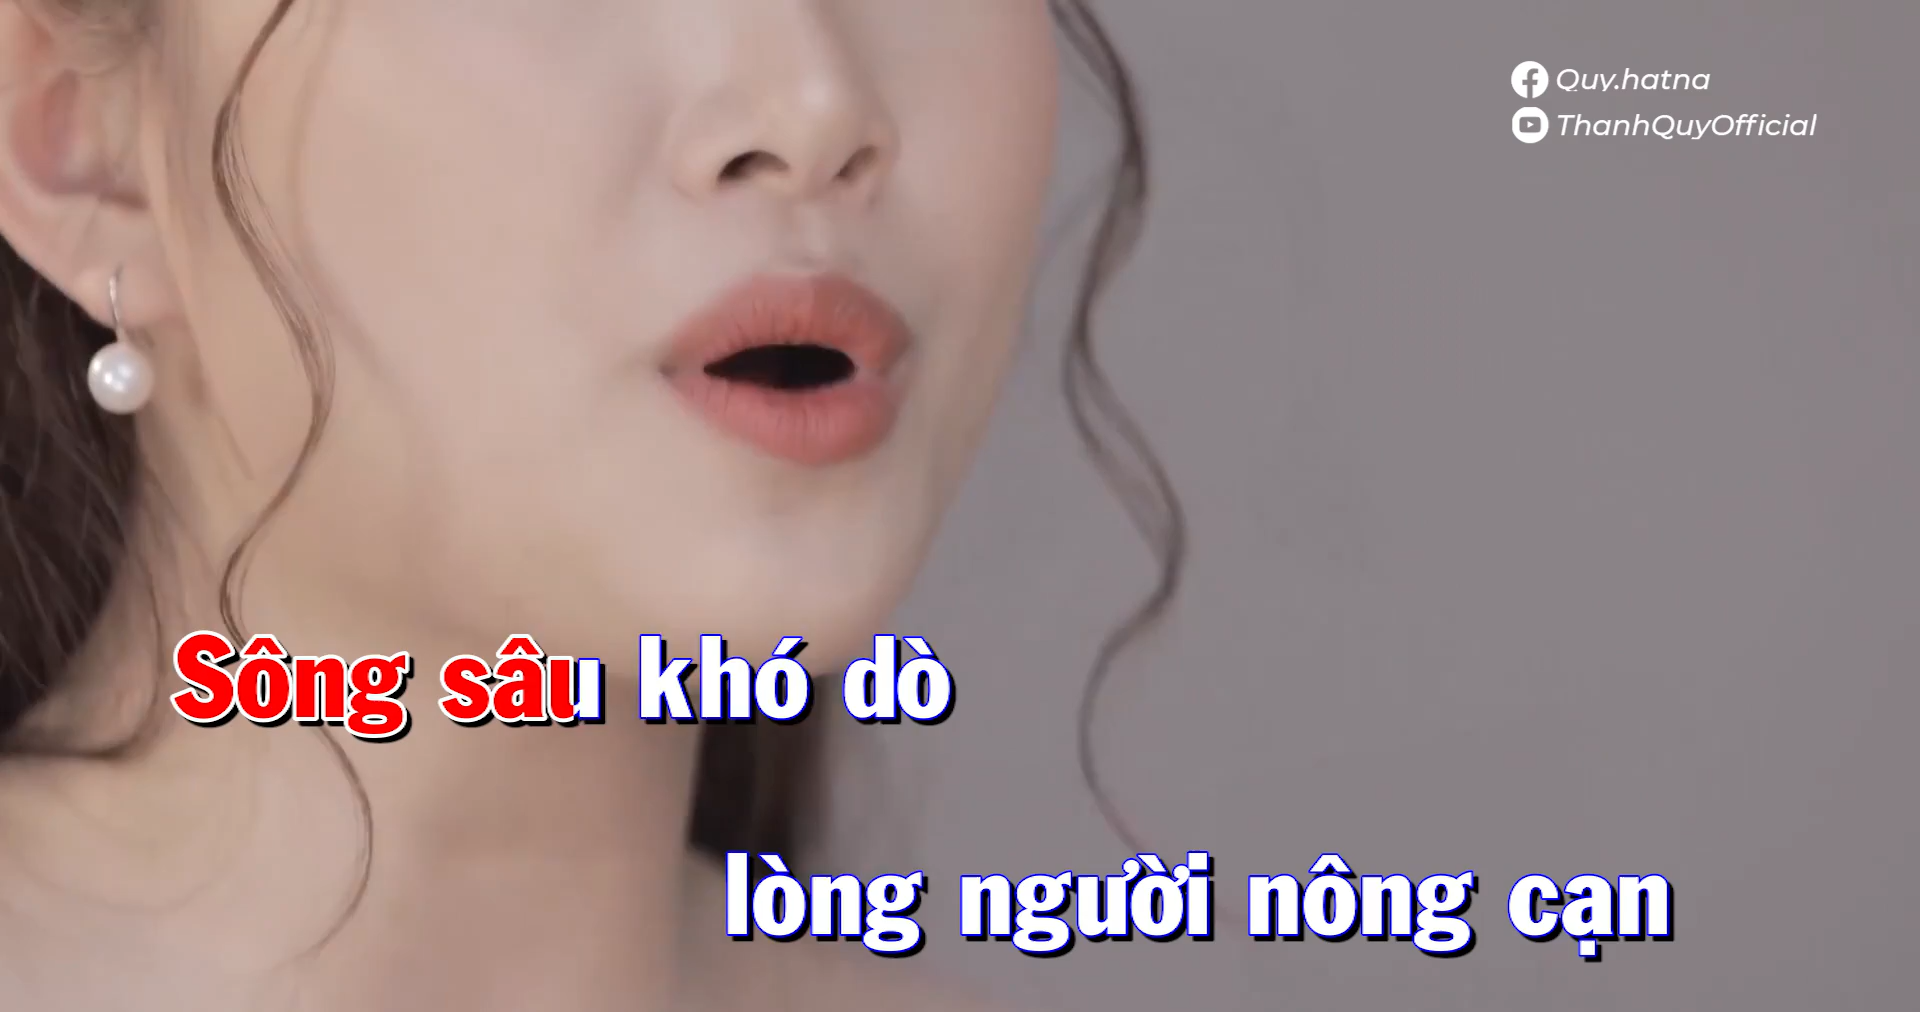 Quy.hatna
ThanhQuyOfficial
Sông sâu khó dò
lòng người nông cạn